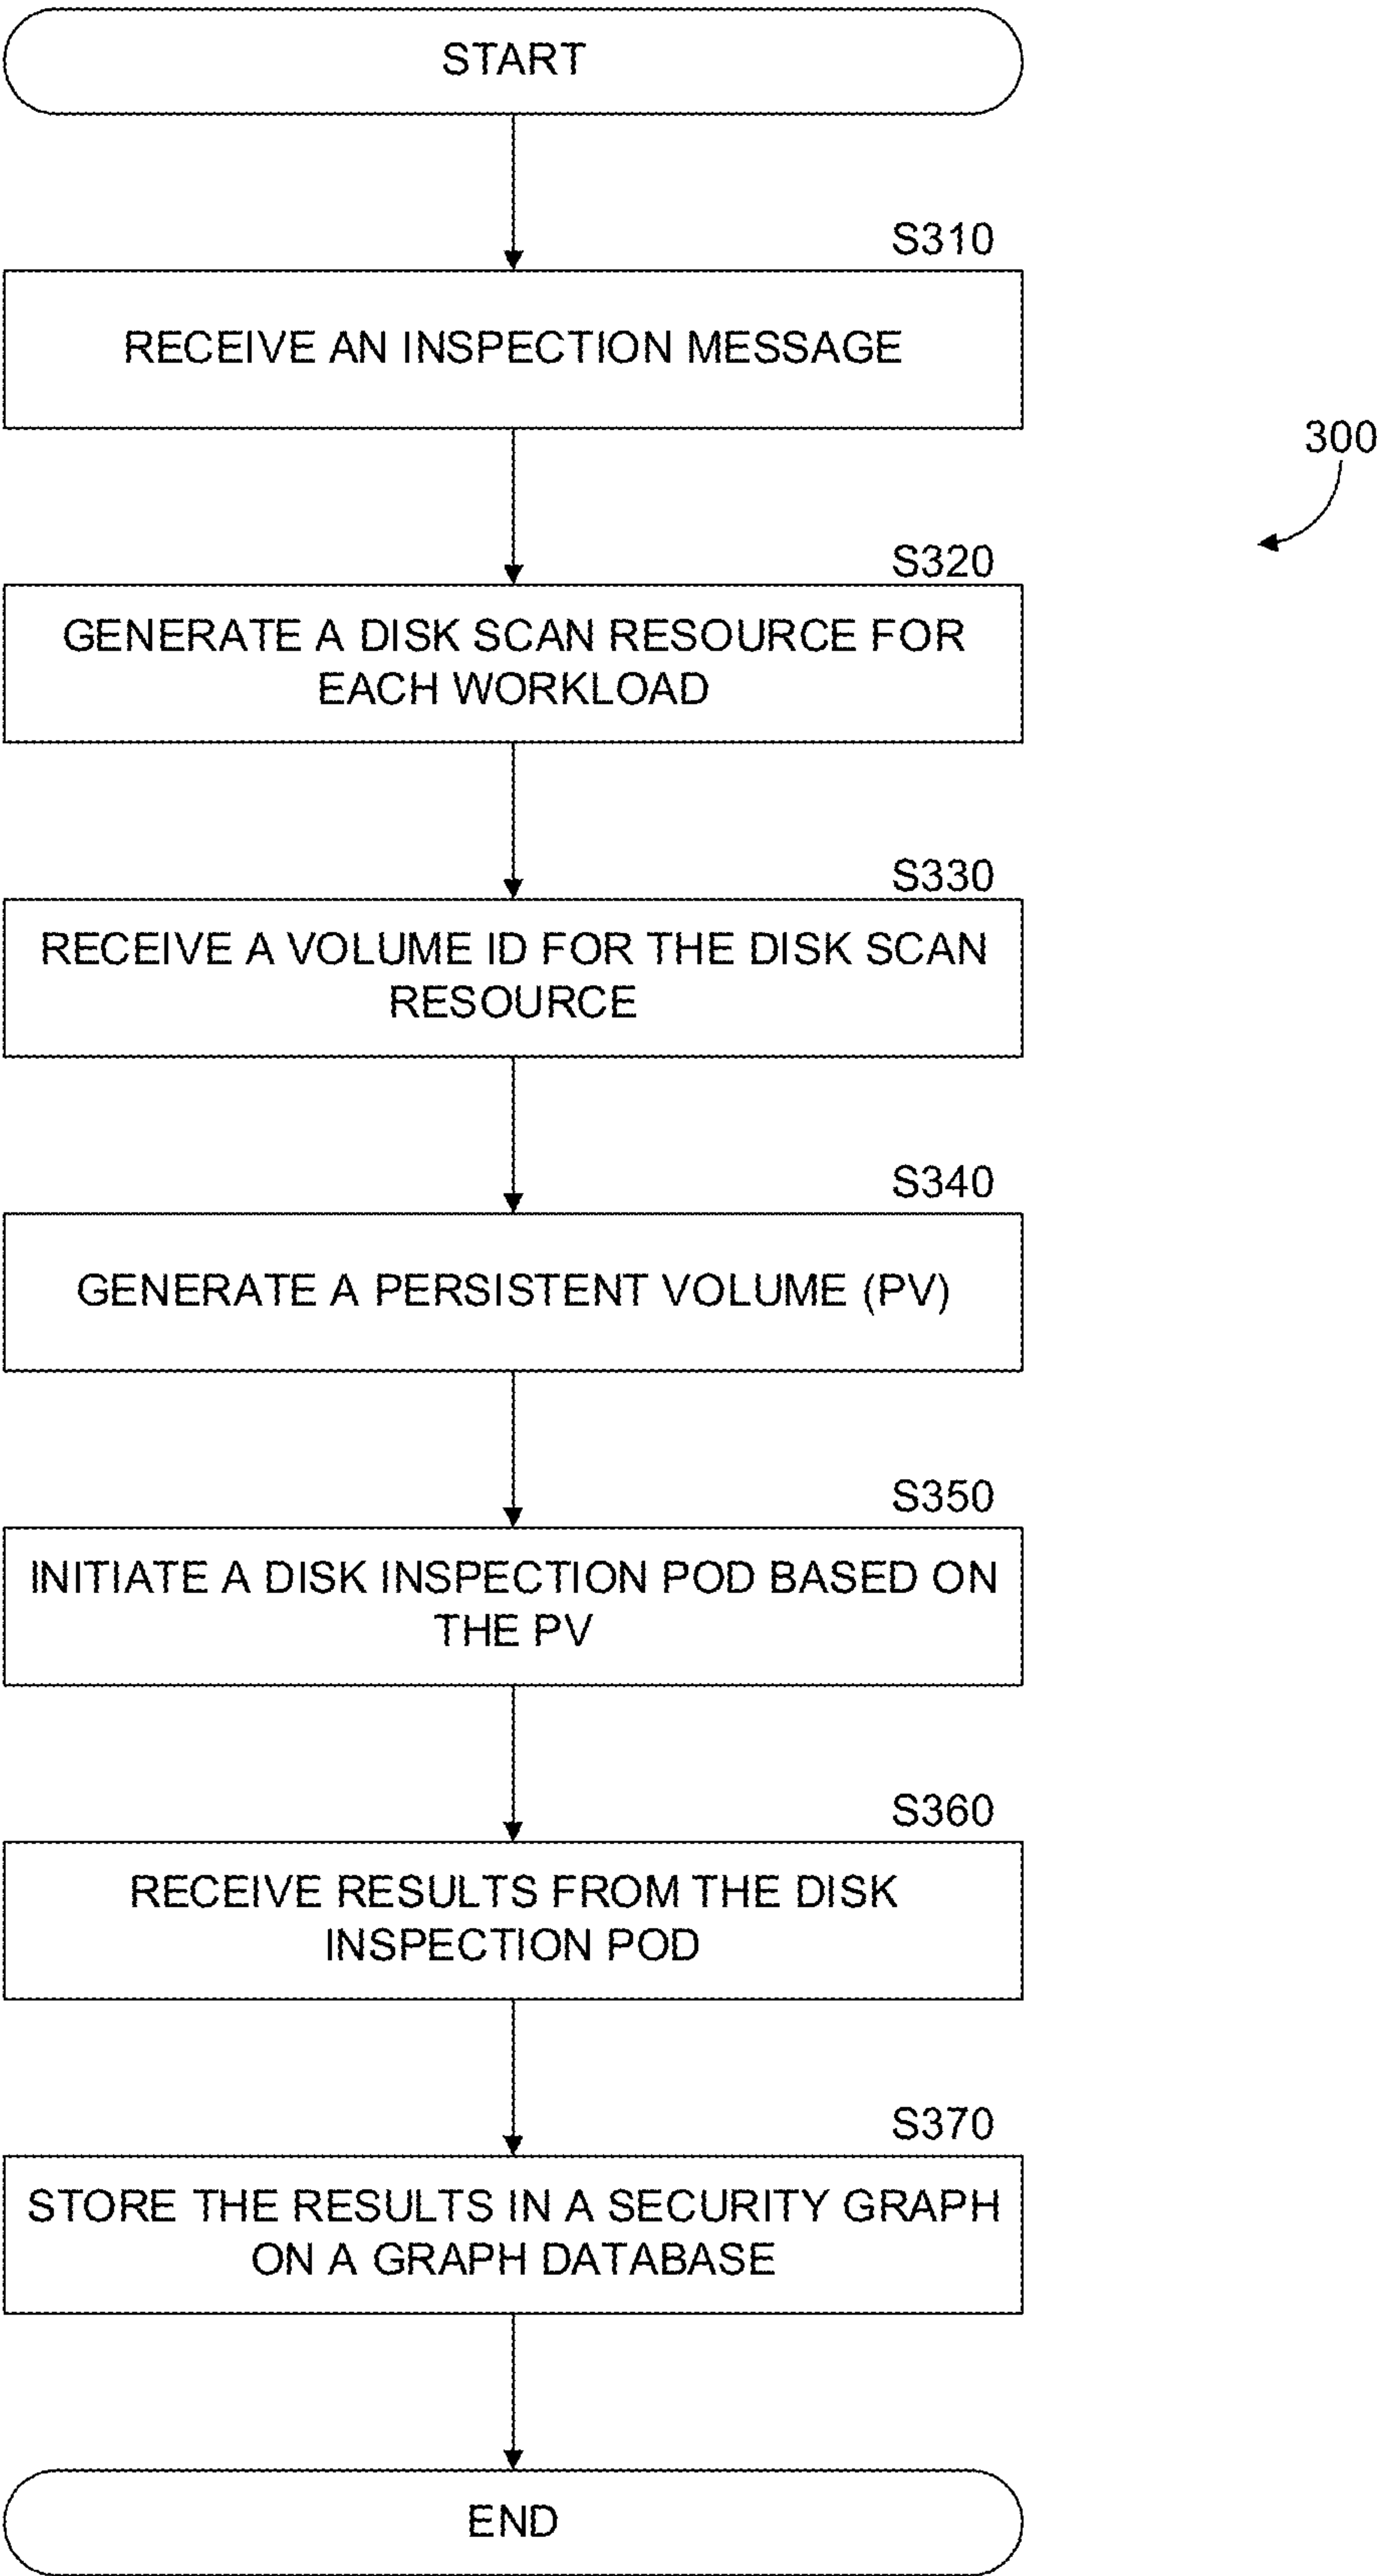 START
S310
RECEIVE AN INSPECTION MESSAGE
300
S320
GENERATE A DISK SCAN RESOURCE FOR
EACH WORKLOAD
S330
RECEIVE A VOLUME ID FOR THE DISK SCAN
RESOURCE
S340
GENERATE A PERSISTENT VOLUME (PV)
S350
INITIATE A DISK INSPECTION POD BASED ON
THE PV
S360
RECEIVE RESULTS FROM THE DISK
INSPECTION POD
S370
STORE THE RESULTS IN A SECURITY GRAPH
ON A GRAPH DATABASE
END